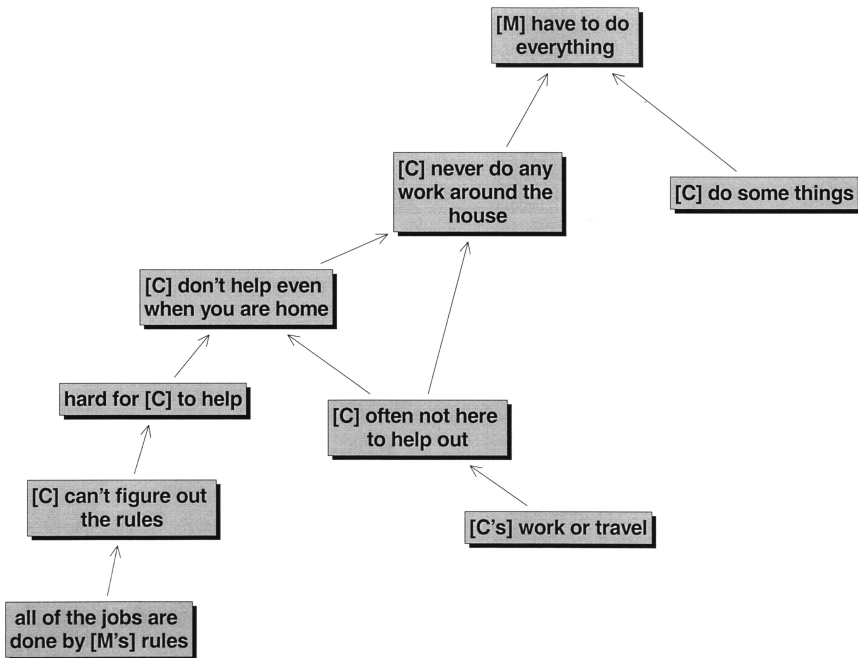 [M] have to do
everything
[C] never do any
work around the
house
[C] do some things
[C] don't help even
when you are home
hard for [C] to help
[C] often not here
to help out
[C] can't figure out
the rules
[C's] work or travel
all of the jobs are
done by [M's] rules